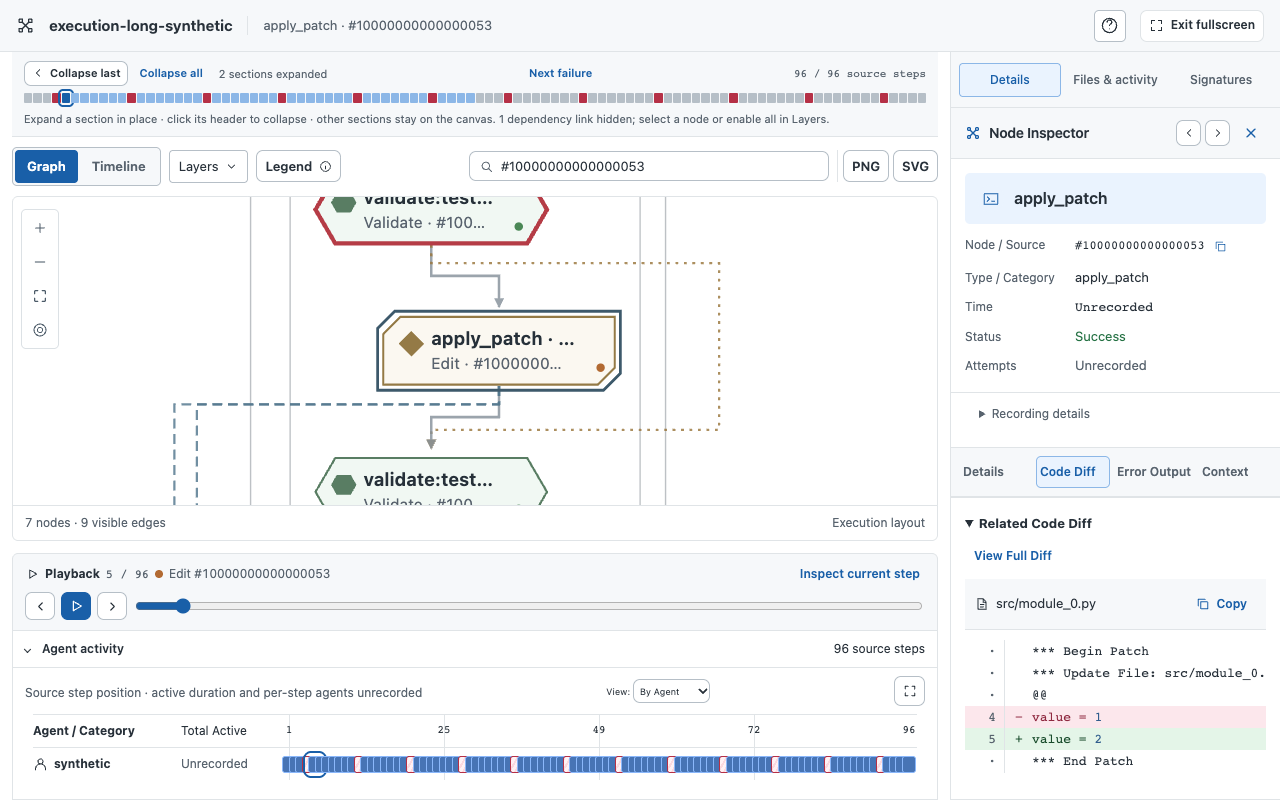 execution-long-synthetic
apply_patch · #10000000000000053
Exit fullscreen
Collapse last
Collapse all
2 sections expanded
Next failure
96 / 96 source steps
Expand a section in place · click its header to collapse · other sections stay on the canvas. 1 dependency link hidden; select a node or enable all in Layers.
Graph
Timeline
Layers
Legend
#10000000000000053
PNG
SVG
validate:test...
Validate · #100...
apply_patch · ...
Edit · #1000000...
validate:test...
Validate · #100...
7 nodes · 9 visible edges
Execution layout
Playback 5 / 96 Edit #10000000000000053
Inspect current step
Agent activity
96 source steps
Source step position · active duration and per-step agents unrecorded
View: By Agent
Agent / Category
Total Active
1
25
49
72
96
synthetic
Unrecorded
Details
Files & activity
Signatures
Node Inspector
apply_patch
Node / Source #10000000000000053
Type / Category apply_patch
Time Unrecorded
Status Success
Attempts Unrecorded
Recording details
Details
Code Diff
Error Output
Context
Related Code Diff
View Full Diff
src/module_0.py
Copy
· *** Begin Patch
· *** Update File: src/module_0.
· @@
4 - value = 1
5 + value = 2
· *** End Patch